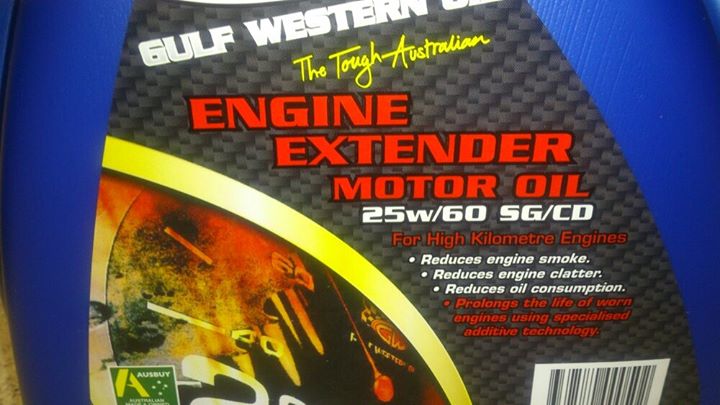 GULF WESTERN
The Tough Australian
ENGINE
EXTENDER
MOTOR OIL
25w/60 SG/CD
For High Kilometre Engines
• Reduces engine smoke.
• Reduces engine clatter.
• Reduces oil consumption.
• Prolongs the life of worn
engines using specialised
additive technology.
AUSBUY
AUSTRALIAN